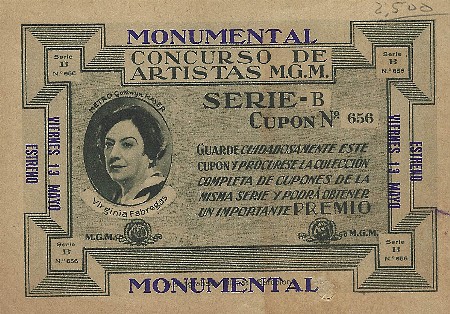 2,500
MONUMENTAL
CONCURSO DE
ARTISTAS M.G.M.
Serie
B
Nº 656
Serie
B
Nº 656
METRO Goldwyn MAYER
Virginia Fabregas
SERIE-B
CUPON Nº 656
GUARDE CUIDADOSAMENTE ESTE
CUPON Y PROCURESE LA COLECCIÓN
COMPLETA DE CUPONES DE LA
MISMA SERIE Y PODRÁ OBTENER
UN IMPORTANTE PREMIO
VIERNES 13 MAYO
ESTRENO
VIERNES 13 MAYO
ESTRENO
M.G.M.
M.G.M.
Serie
B
Nº 656
Serie
B
Nº 656
MONUMENTAL